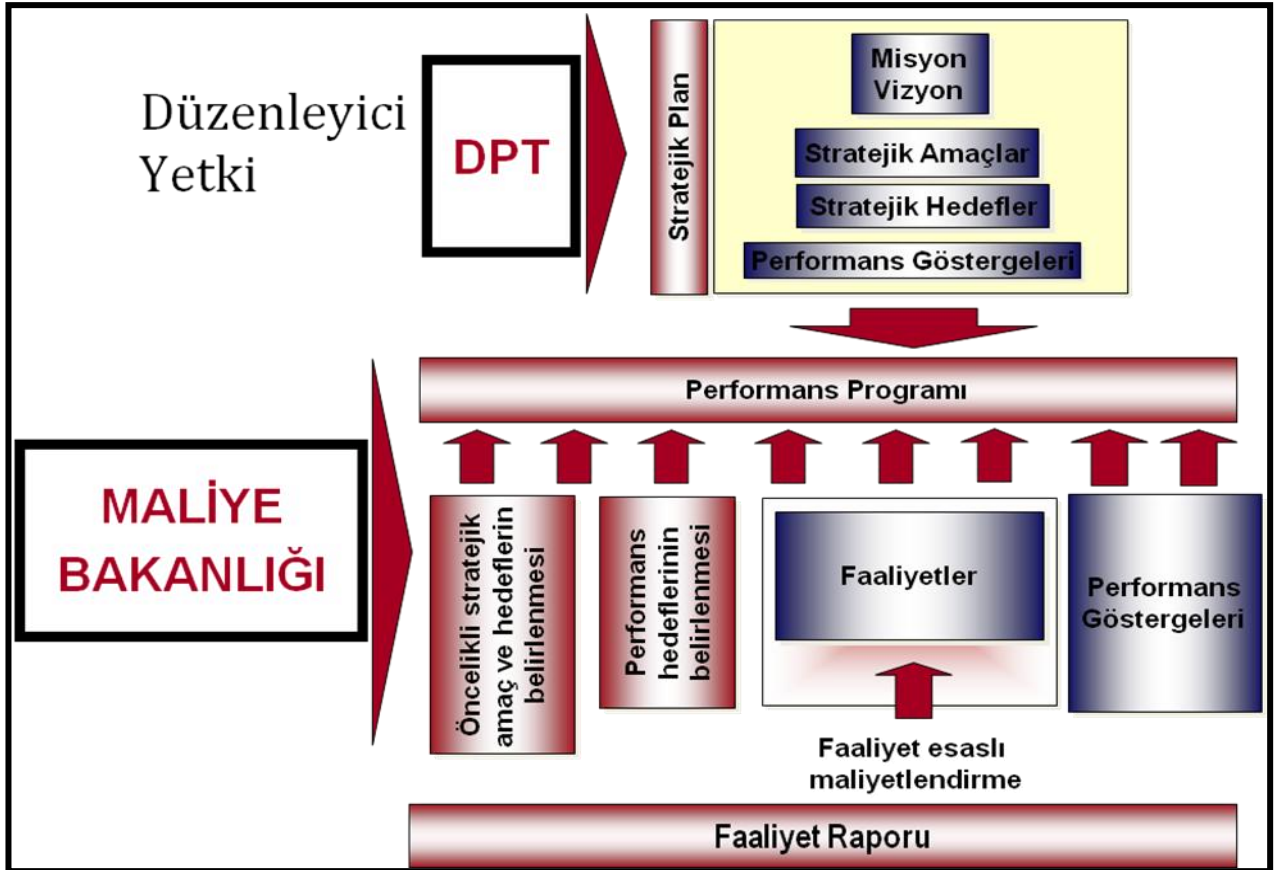 Düzenleyici
Yetki
DPT
Stratejik Plan
Misyon
Vizyon
Stratejik Amaçlar
Stratejik Hedefler
Performans Göstergeleri
Performans Programı
MALİYE
BAKANLIĞI
Öncelikli stratejik
amaç ve hedeflerin
belirlenmesi
Performans
hedeflerinin
belirlenmesi
Faaliyetler
Performans
Göstergeleri
Faaliyet esaslı
maliyetlendirme
Faaliyet Raporu